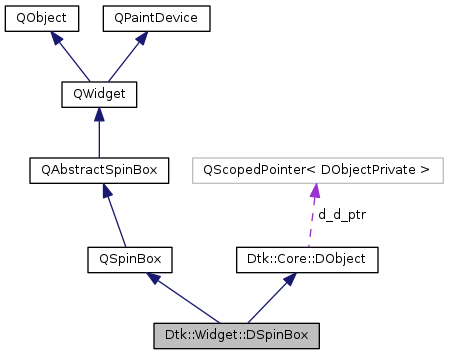 QObject
QPaintDevice
QWidget
QAbstractSpinBox
QScopedPointer< DObjectPrivate >
d_d_ptr
QSpinBox
Dtk::Core::DObject
Dtk::Widget::DSpinBox